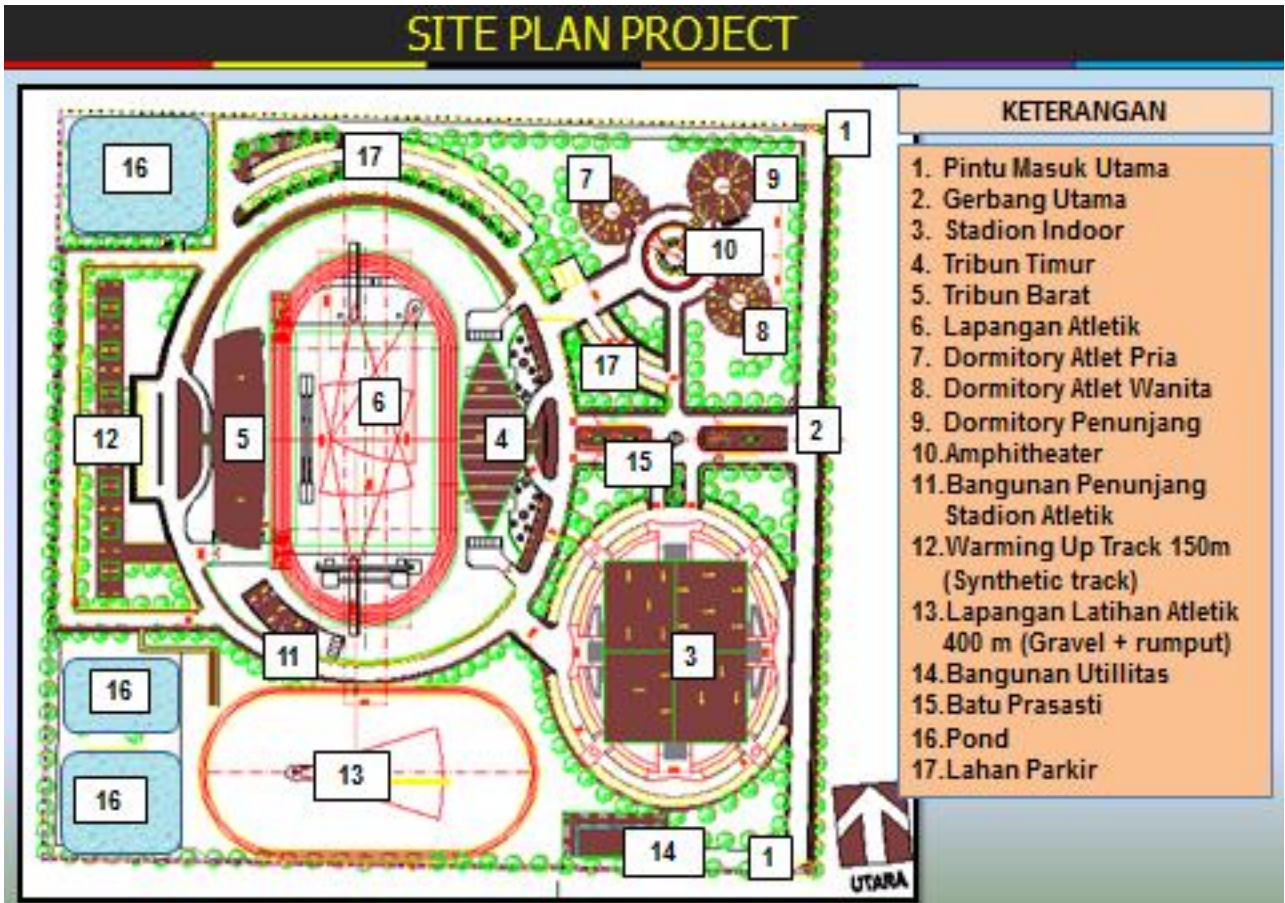 SITE PLAN PROJECT
KETERANGAN
1. Pintu Masuk Utama
2. Gerbang Utama
3. Stadion Indoor
4. Tribun Timur
5. Tribun Barat
6. Lapangan Atletik
7. Dormitory Atlet Pria
8. Dormitory Atlet Wanita
9. Dormitory Penunjang
10.Amphitheater
11.Bangunan Penunjang
Stadion Atletik
12.Warming Up Track 150m
(Synthetic track)
13.Lapangan Latihan Atletik
400 m (Gravel + rumput)
14.Bangunan Utillitas
15.Batu Prasasti
16.Pond
17.Lahan Parkir
1
16
17
7
9
10
8
17
6
12
5
4
2
15
3
11
16
16
13
14
1
UTARA